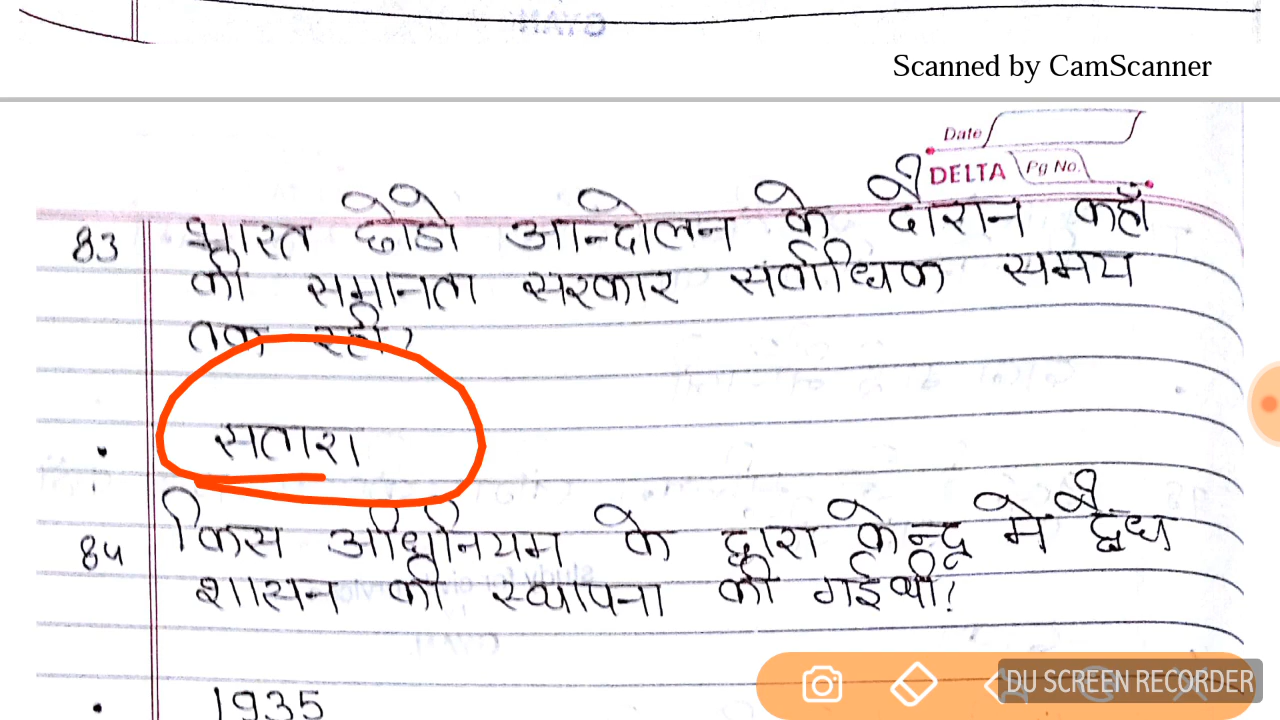 Scanned by CamScanner
Date
DELTA Pg No.
83 भारत छोडो आन्दोलन के दौरान कहाँ
की समानता सरकार सर्वाधिक समय
तक रही?
सतारा
84 किस अधिनियम के द्वारा केन्द्र मे द्वैध
शासन की स्थापना की गई थी?
1935
DU SCREEN RECORDER